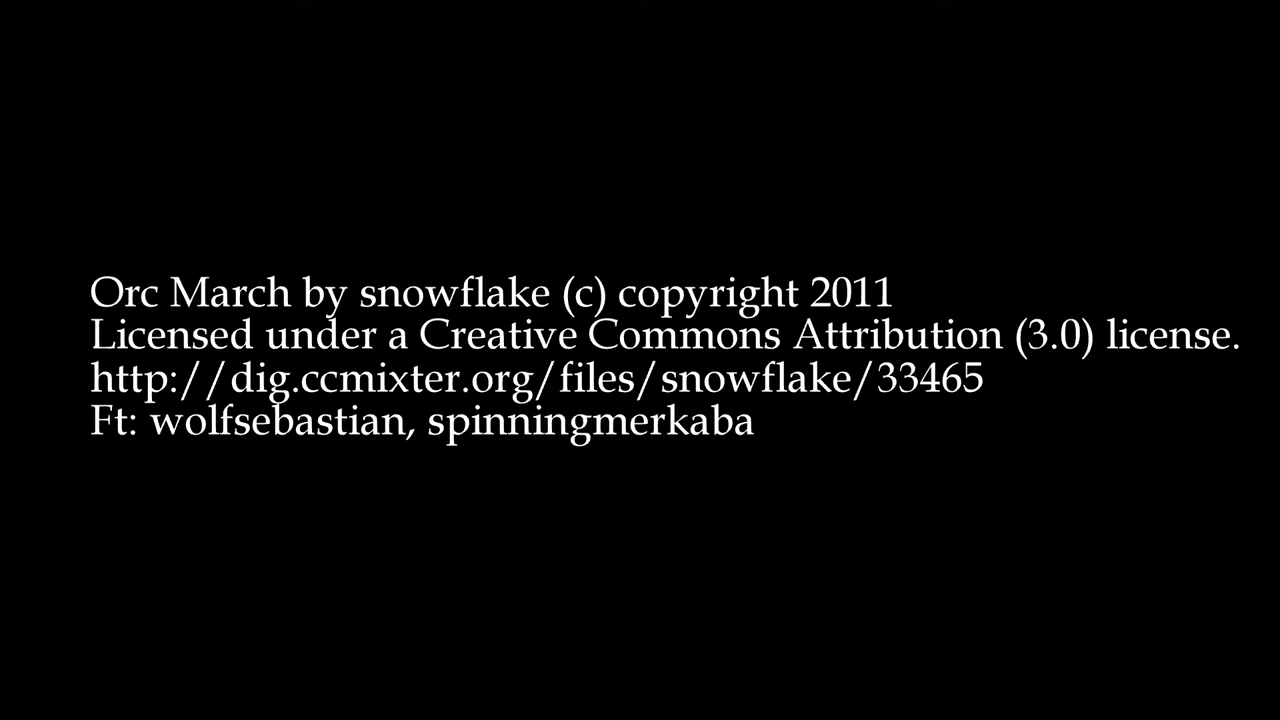 Orc March by snowflake (c) copyright 2011
Licensed under a Creative Commons Attribution (3.0) license.
http://dig.ccmixter.org/files/snowflake/33465
Ft: wolfsebastian, spinningmerkaba